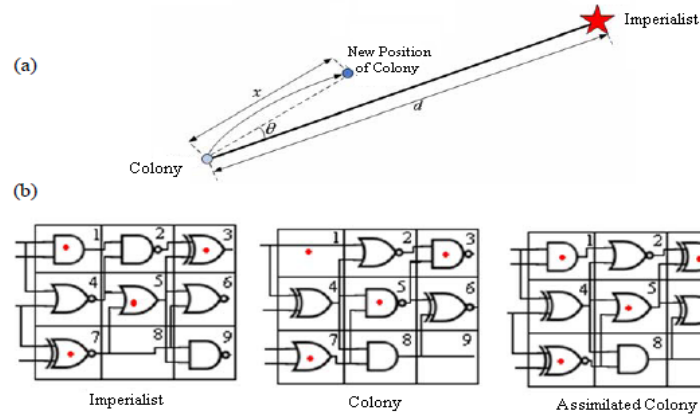 (a)
Imperialist
New Position
of Colony
x
θ
d
Colony
(b)
1 2 3
4 5 6
7 8 9
Imperialist
1 2 3
4 5 6
7 8 9
Colony
1 2
4 5
7 8
Assimilated Colony